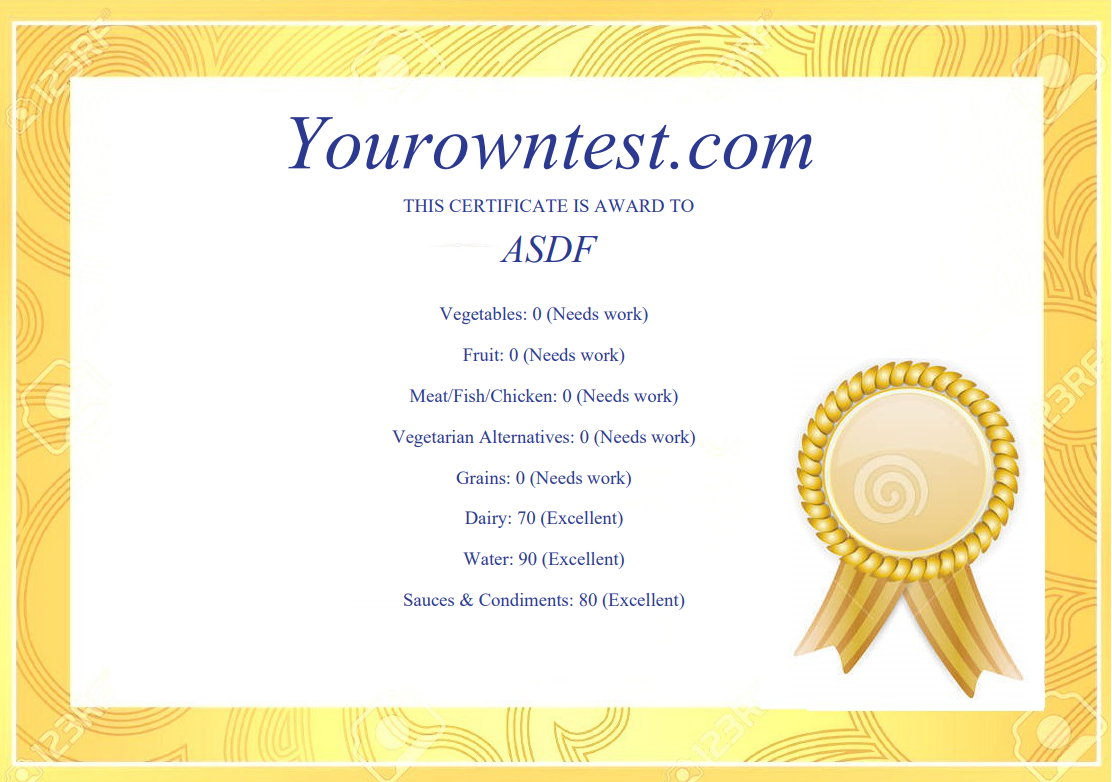 Yourowntest.com
THIS CERTIFICATE IS AWARD TO
ASDF
Vegetables: 0 (Needs work)
Fruit: 0 (Needs work)
Meat/Fish/Chicken: 0 (Needs work)
Vegetarian Alternatives: 0 (Needs work)
Grains: 0 (Needs work)
Dairy: 70 (Excellent)
Water: 90 (Excellent)
Sauces & Condiments: 80 (Excellent)
123RF
123RF
123RF
123RF
123RF